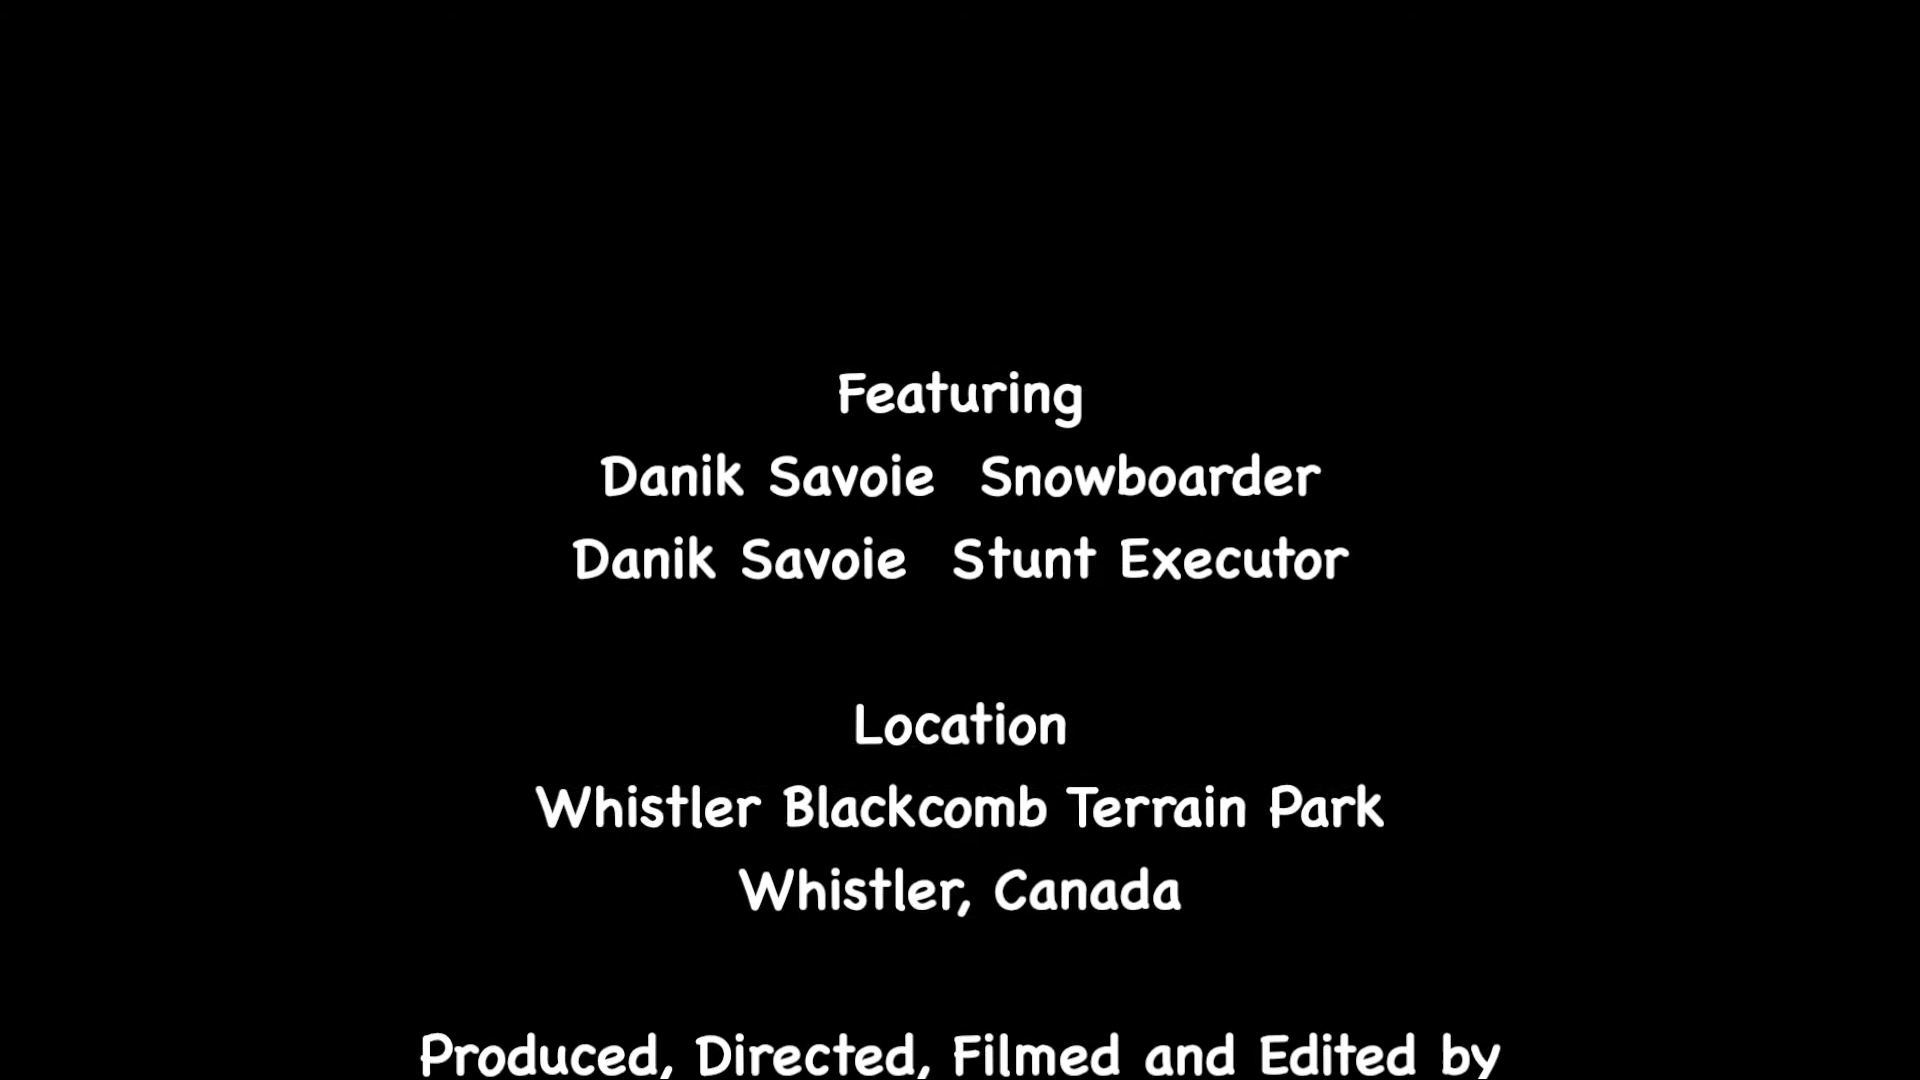 Featuring
Danik Savoie  Snowboarder
Danik Savoie  Stunt Executor
Location
Whistler Blackcomb Terrain Park
Whistler, Canada
Produced, Directed, Filmed and Edited by